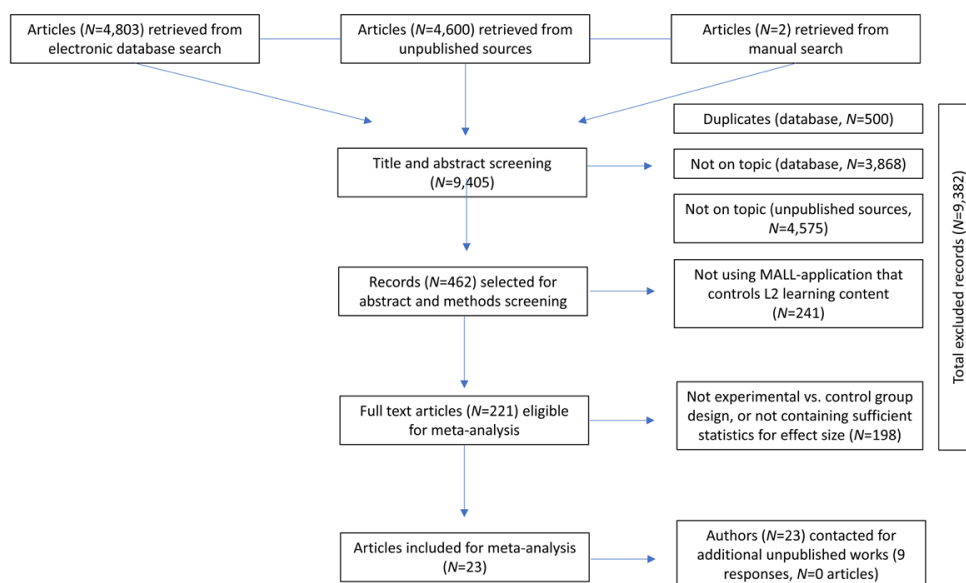 Articles (N=4,803) retrieved from
electronic database search
Articles (N=4,600) retrieved from
unpublished sources
Articles (N=2) retrieved from
manual search
Duplicates (database, N=500)
Title and abstract screening
(N=9,405)
Not on topic (database, N=3,868)
Not on topic (unpublished sources,
N=4,575)
Records (N=462) selected for
abstract and methods screening
Not using MALL-application that
controls L2 learning content
(N=241)
Full text articles (N=221) eligible
for meta-analysis
Not experimental vs. control group
design, or not containing sufficient
statistics for effect size (N=198)
Total excluded records (N=9,382)
Articles included for meta-analysis
(N=23)
Authors (N=23) contacted for
additional unpublished works (9
responses, N=0 articles)